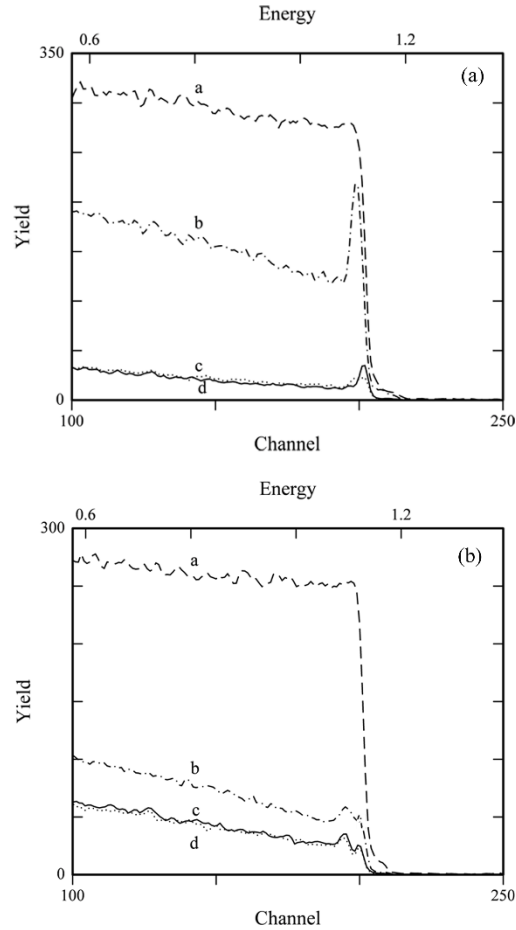 Energy
0.6 1.2
350
(a)
a
b
Yield
c
d
0
100 250
Channel
Energy
0.6 1.2
300
(b)
a
Yield
b
c
d
0
100 250
Channel